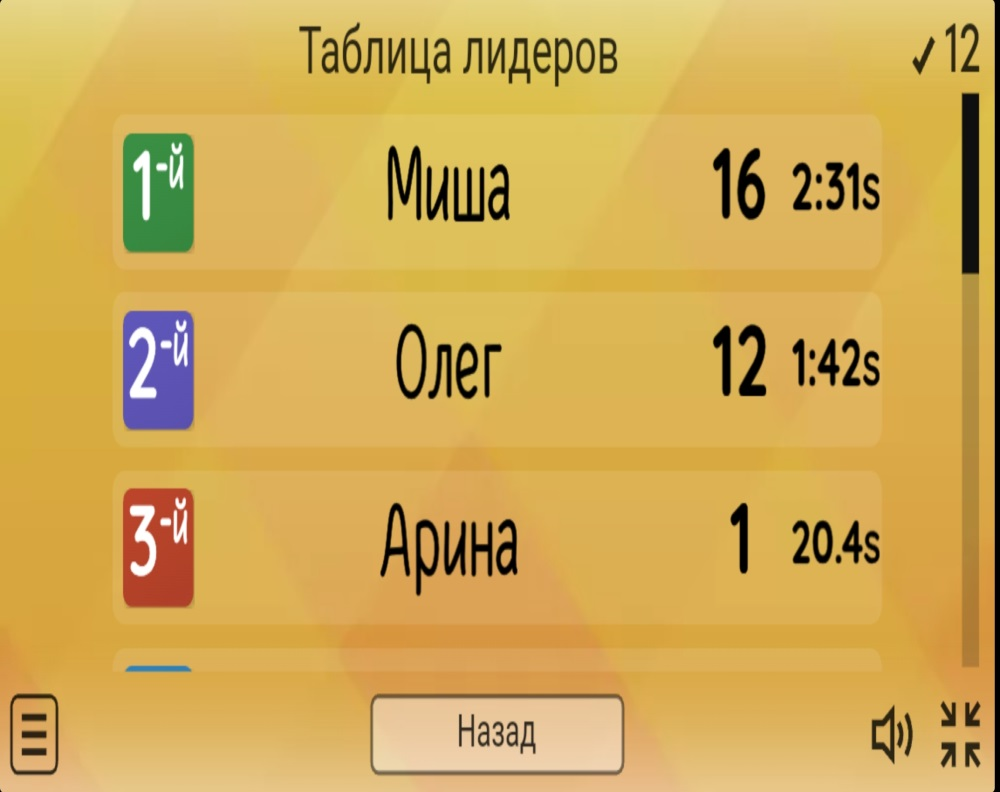 Таблица лидеров
✓12
1-й Миша 16 2:31s
2-й Олег 12 1:42s
3-й Арина 1 20.4s
Назад